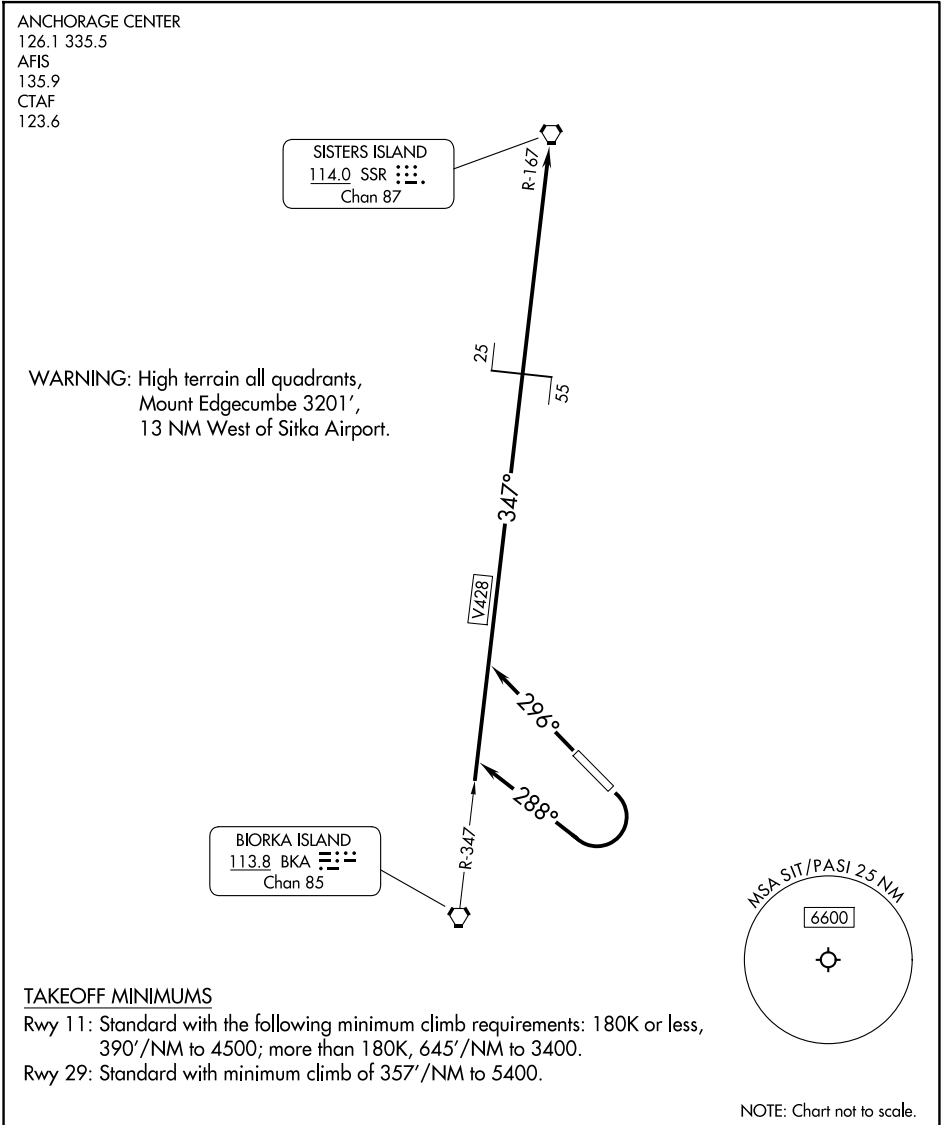 ANCHORAGE CENTER
126.1 335.5
AFIS
135.9
CTAF
123.6
SISTERS ISLAND
114.0 SSR
Chan 87
R-167
25
55
WARNING: High terrain all quadrants,
Mount Edgecumbe 3201′,
13 NM West of Sitka Airport.
347°
V428
296°
288°
R-347
BIORKA ISLAND
113.8 BKA
Chan 85
MSA SIT/PASI 25 NM
6600
TAKEOFF MINIMUMS
Rwy 11: Standard with the following minimum climb requirements: 180K or less,
390′/NM to 4500; more than 180K, 645′/NM to 3400.
Rwy 29: Standard with minimum climb of 357′/NM to 5400.
NOTE: Chart not to scale.